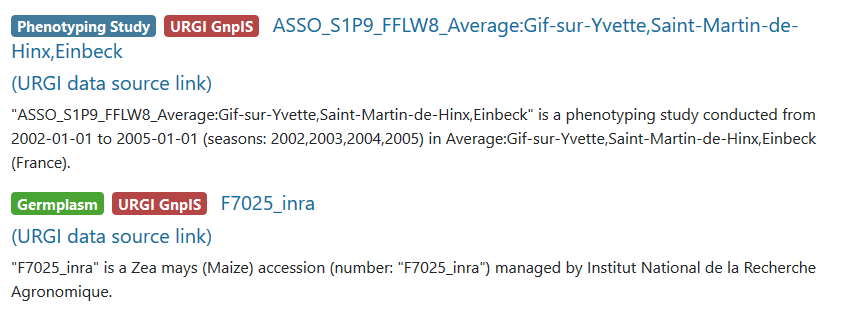 Phenotyping Study URGI GnpIS ASSO_S1P9_FFLW8_Average:Gif-sur-Yvette,Saint-Martin-de-
Hinx,Einbeck
(URGI data source link)
"ASSO_S1P9_FFLW8_Average:Gif-sur-Yvette,Saint-Martin-de-Hinx,Einbeck" is a phenotyping study conducted from
2002-01-01 to 2005-01-01 (seasons: 2002,2003,2004,2005) in Average:Gif-sur-Yvette,Saint-Martin-de-Hinx,Einbeck
(France).
Germplasm URGI GnpIS F7025_inra
(URGI data source link)
"F7025_inra" is a Zea mays (Maize) accession (number: "F7025_inra") managed by Institut National de la Recherche
Agronomique.